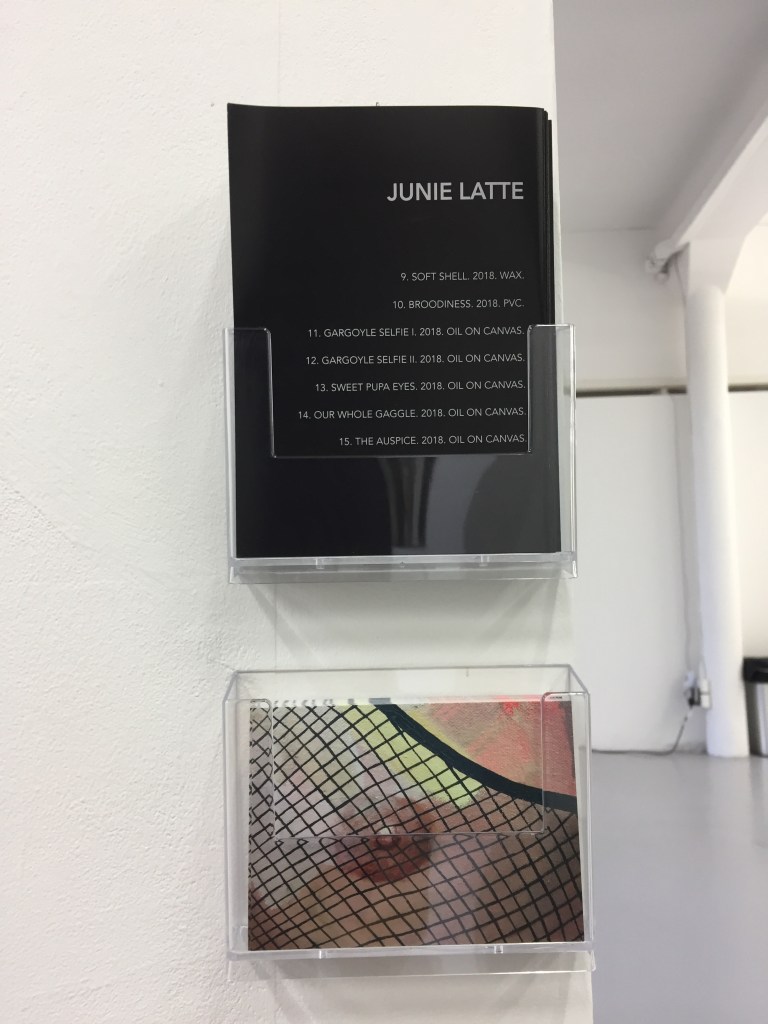 JUNIE LATTE
9. SOFT SHELL. 2018. WAX.
10. BROODINESS. 2018. PVC.
11. GARGOYLE SELFIE I. 2018. OIL ON CANVAS.
12. GARGOYLE SELFIE II. 2018. OIL ON CANVAS.
13. SWEET PUPA EYES. 2018. OIL ON CANVAS.
14. OUR WHOLE GAGGLE. 2018. OIL ON CANVAS.
15. THE AUSPICE. 2018. OIL ON CANVAS.